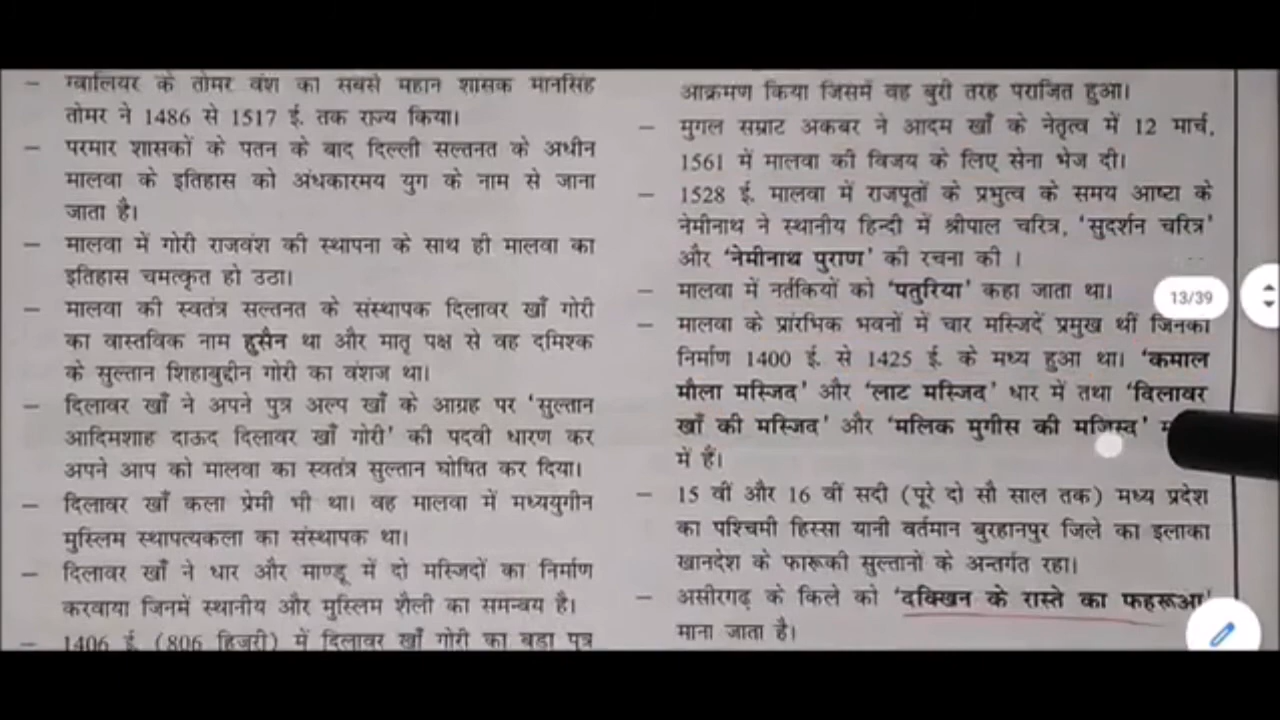 – ग्वालियर के तोमर वंश का सबसे महान शासक मानसिंह
तोमर ने 1486 से 1517 ई. तक राज्य किया।
– परमार शासकों के पतन के बाद दिल्ली सल्तनत के अधीन
मालवा के इतिहास को अंधकारमय युग के नाम से जाना
जाता है।
– मालवा में गोरी राजवंश की स्थापना के साथ ही मालवा का
इतिहास चमत्कृत हो उठा।
– मालवा की स्वतंत्र सल्तनत के संस्थापक दिलावर खाँ गोरी
का वास्तविक नाम हुसैन था और मातृ पक्ष से वह दमिश्क
के सुल्तान शिहाबुद्दीन गोरी का वंशज था।
– दिलावर खाँ ने अपने पुत्र अल्प खाँ के आग्रह पर 'सुल्तान
आदिमशाह दाऊद दिलावर खाँ गोरी' की पदवी धारण कर
अपने आप को मालवा का स्वतंत्र सुल्तान घोषित कर दिया।
– दिलावर खाँ कला प्रेमी भी था। वह मालवा में मध्ययुगीन
मुस्लिम स्थापत्यकला का संस्थापक था।
– दिलावर खाँ ने धार और माण्डू में दो मस्जिदों का निर्माण
करवाया जिनमें स्थानीय और मुस्लिम शैली का समन्वय है।
– 1406 ई. (806 हिजरी) में दिलावर खाँ गोरी का बड़ा पुत्र
आक्रमण किया जिसमें वह बुरी तरह पराजित हुआ।
– मुगल सम्राट अकबर ने आदम खाँ के नेतृत्व में 12 मार्च,
1561 में मालवा की विजय के लिए सेना भेज दी।
– 1528 ई. मालवा में राजपूतों के प्रभुत्व के समय आष्टा के
नेमीनाथ ने स्थानीय हिन्दी में श्रीपाल चरित्र, 'सुदर्शन चरित्र'
और 'नेमीनाथ पुराण' की रचना की ।
– मालवा में नर्तकियों को 'पतुरिया' कहा जाता था।
– मालवा के प्रांरभिक भवनों में चार मस्जिदें प्रमुख थीं जिनका
निर्माण 1400 ई. से 1425 ई. के मध्य हुआ था। 'कमाल
मौला मस्जिद' और 'लाट मस्जिद' धार में तथा 'दिलावर
खाँ की मस्जिद' और 'मलिक मुगीस की मजिस्द'
में हैं।
– 15 वीं और 16 वीं सदी (पूरे दो सौ साल तक) मध्य प्रदेश
का पश्चिमी हिस्सा यानी वर्तमान बुरहानपुर जिले का इलाका
खानदेश के फारूकी सुल्तानों के अन्तर्गत रहा।
– असीरगढ़ के किले को 'दक्खिन के रास्ते का फहरूआ'
माना जाता है।
13/39